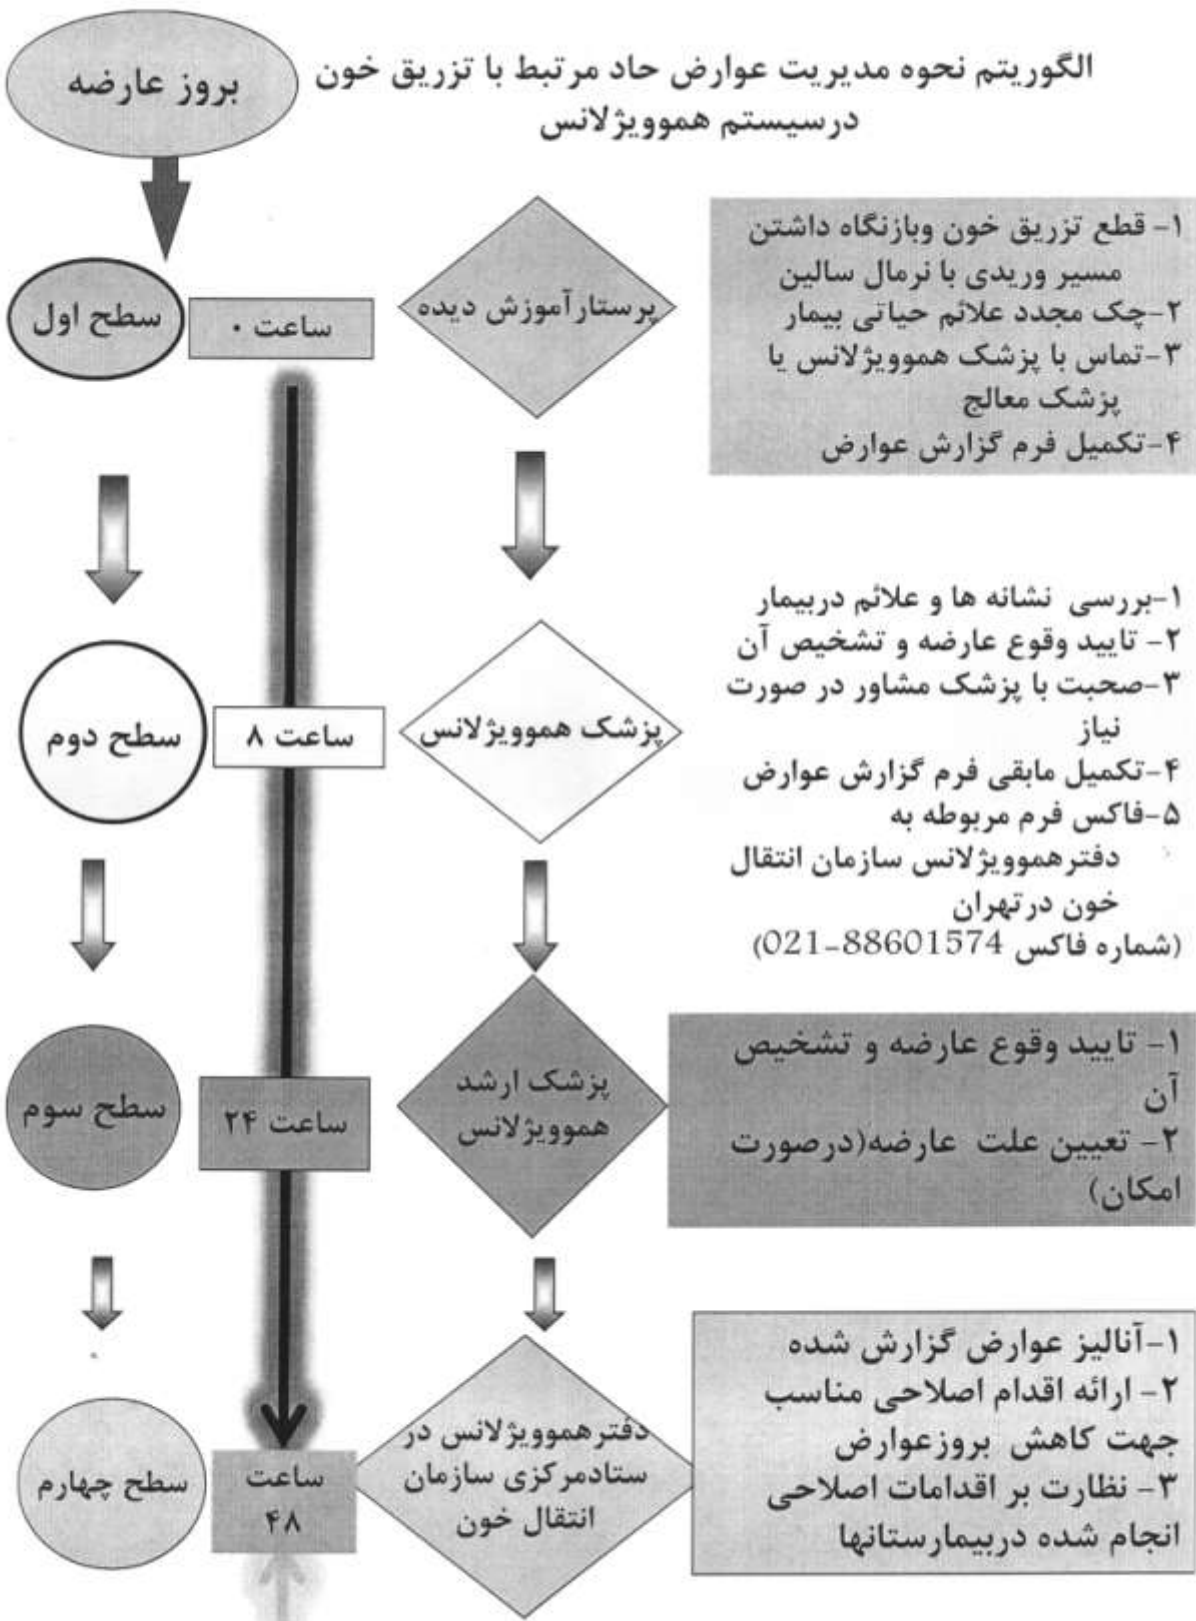 الگوریتم نحوه مدیریت عوارض حاد مرتبط با تزریق خون
درسیستم هموویژلانس
بروز عارضه
سطح اول
ساعت ۰
پرستارآموزش دیده
۱- قطع تزریق خون وبازنگاه داشتن
مسیر وریدی با نرمال سالین
۲-چک مجدد علائم حیاتی بیمار
۳-تماس با پزشک هموویژلانس یا
پزشک معالج
۴-تکمیل فرم گزارش عوارض
سطح دوم
ساعت ۸
پزشک هموویژلانس
۱-بررسی نشانه ها و علائم دربیمار
۲- تایید وقوع عارضه و تشخیص آن
۳-صحبت با پزشک مشاور در صورت
نیاز
۴-تکمیل مابقی فرم گزارش عوارض
۵-فاکس فرم مربوطه به
دفترهموویژلانس سازمان انتقال
خون درتهران
(شماره فاکس 88601574-021)
سطح سوم
ساعت ۲۴
پزشک ارشد
هموویژلانس
۱- تایید وقوع عارضه و تشخیص
آن
۲- تعیین علت عارضه(درصورت
امکان)
سطح چهارم
ساعت
۴۸
دفترهموویژلانس در
ستادمرکزی سازمان
انتقال خون
۱-آنالیز عوارض گزارش شده
۲- ارائه اقدام اصلاحی مناسب
جهت کاهش بروزعوارض
۳- نظارت بر اقدامات اصلاحی
انجام شده دربیمارستانها